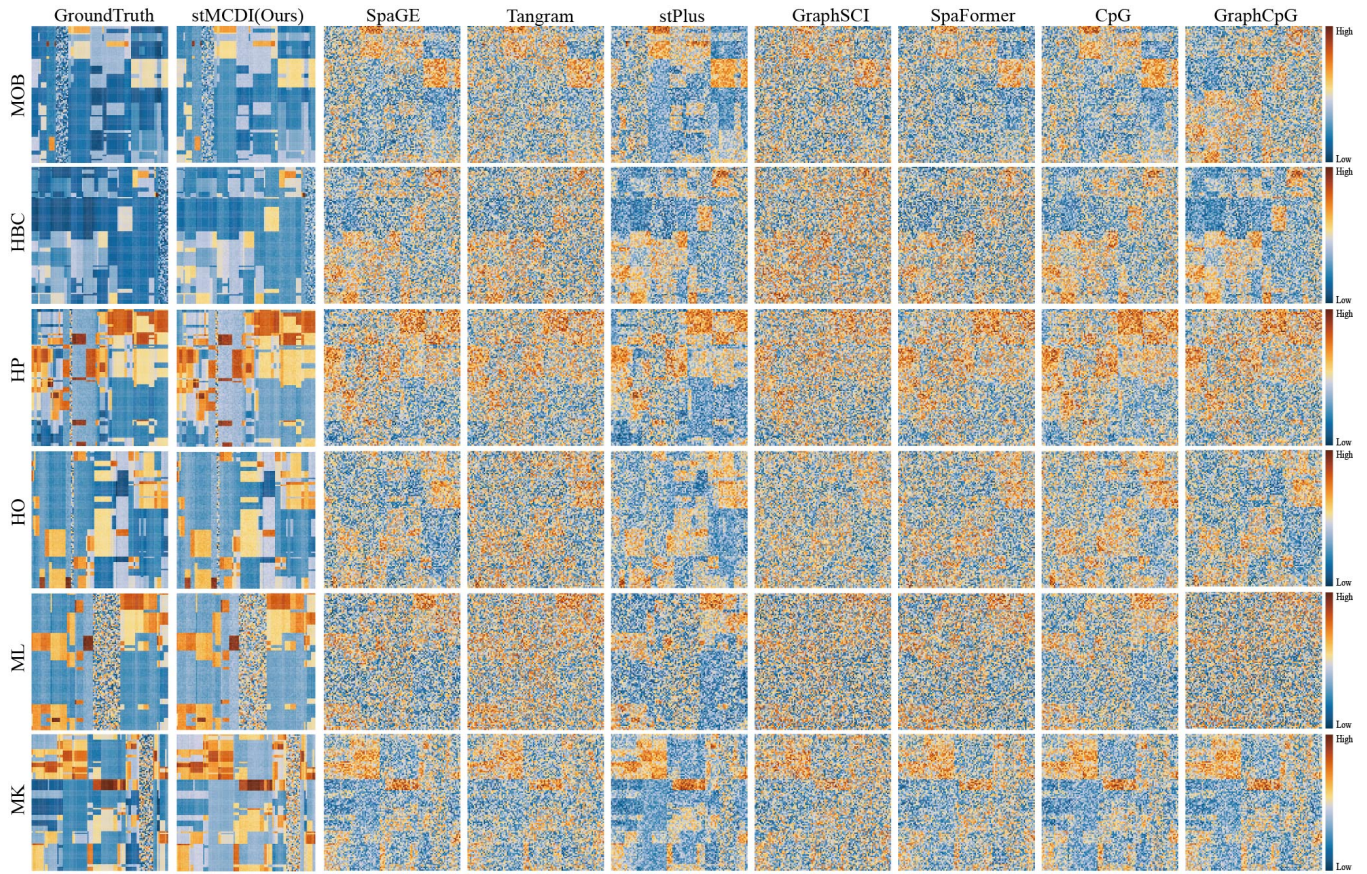 GroundTruth stMCDI(Ours) SpaGE Tangram stPlus GraphSCI SpaFormer CpG GraphCpG
High
MOB
Low
High
HBC
Low
High
HP
Low
High
HO
Low
High
ML
Low
High
MK
Low